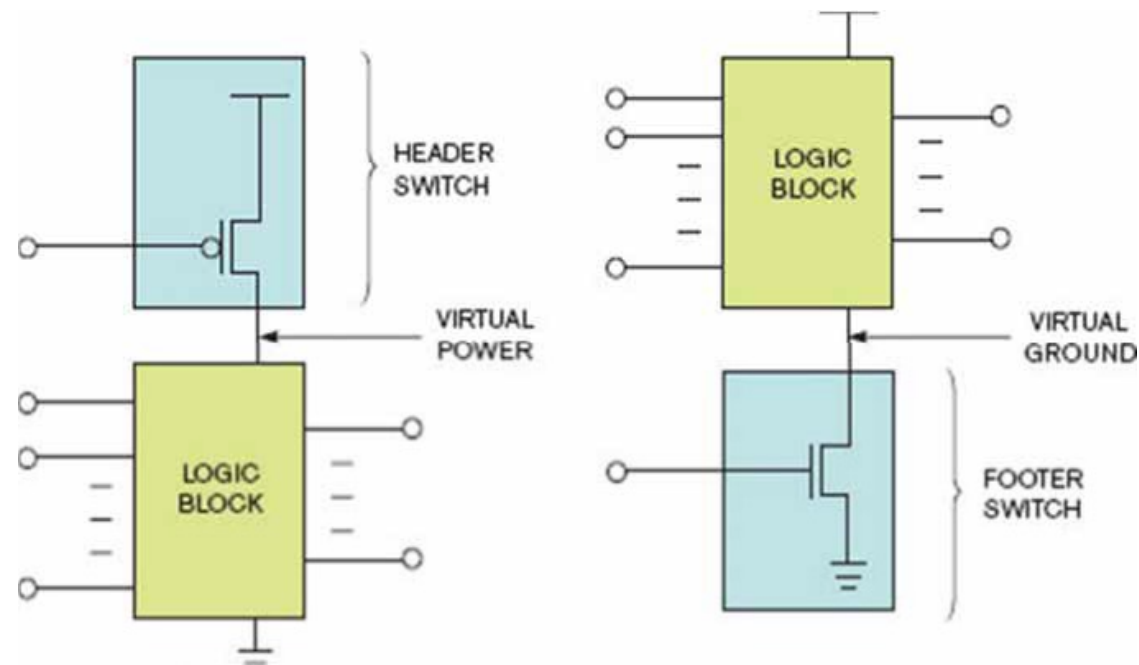 HEADER
SWITCH
VIRTUAL
POWER
LOGIC
BLOCK
LOGIC
BLOCK
VIRTUAL
GROUND
FOOTER
SWITCH